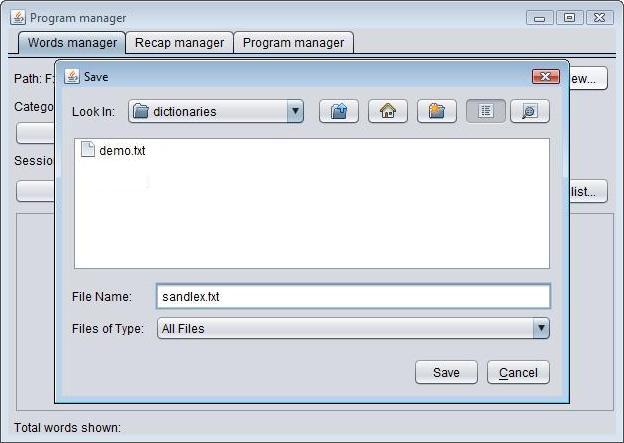 Program manager
Words manager Recap manager Program manager
Path: F:
Save
ew...
Catego
Look In: dictionaries
demo.txt
Session
list...
File Name: sandlex.txt
Files of Type: All Files
Save Cancel
Total words shown: